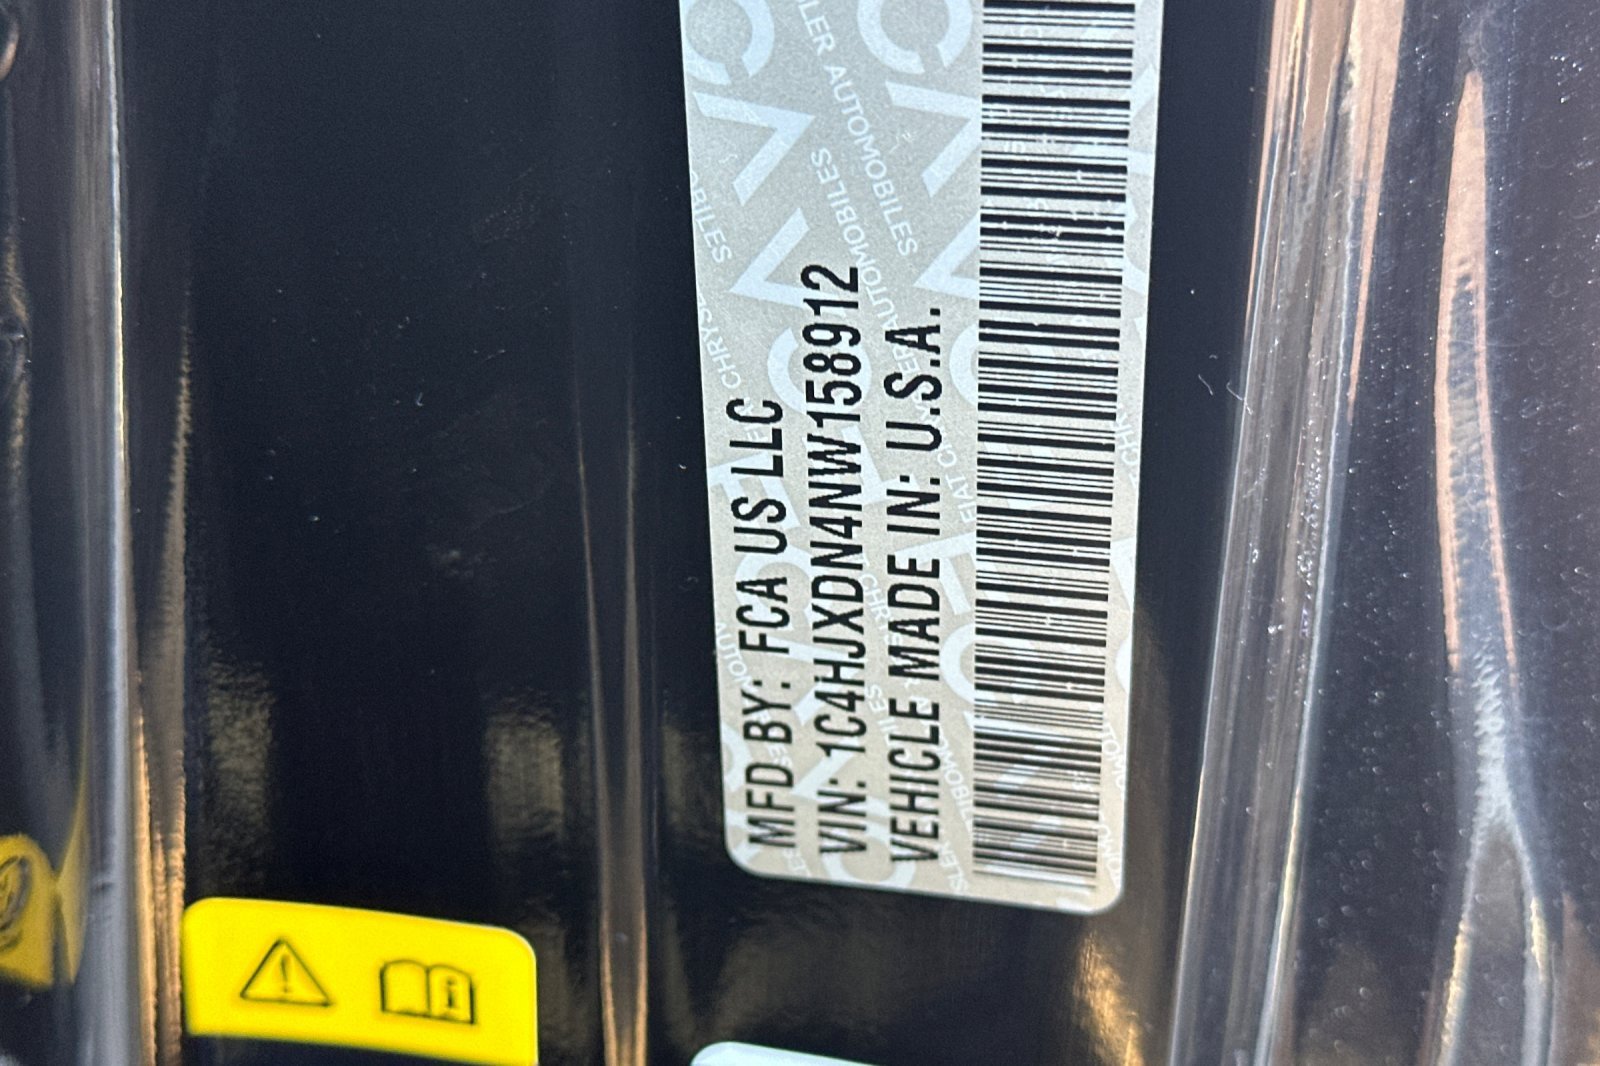 MFD BY: FCA US LLC
VIN: 1C4HJXDN4NW158912
VEHICLE MADE IN: U.S.A.